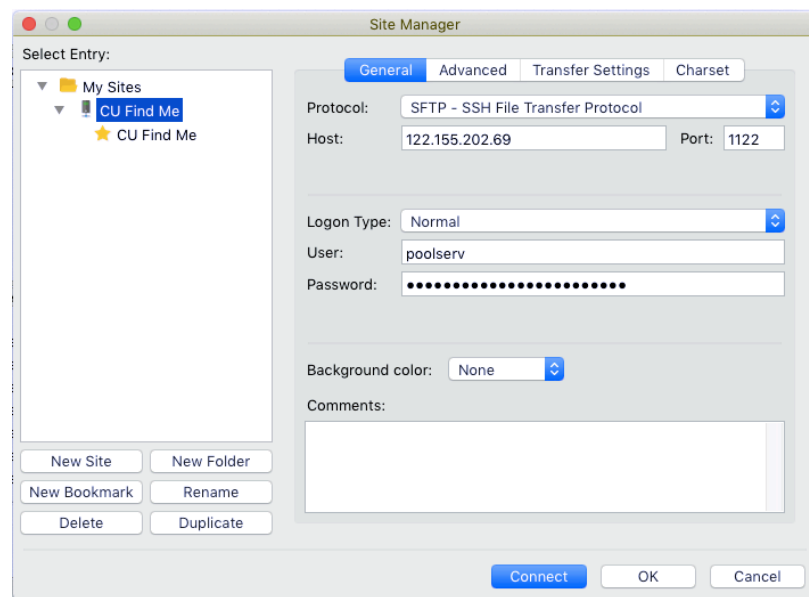 Site Manager
Select Entry:
My Sites
CU Find Me
CU Find Me
New Site New Folder
New Bookmark Rename
Delete Duplicate
General Advanced Transfer Settings Charset
Protocol: SFTP - SSH File Transfer Protocol
Host: 122.155.202.69 Port: 1122
Logon Type: Normal
User: poolserv
Password: ••••••••••••••••••••••••
Background color: None
Comments:
Connect OK Cancel